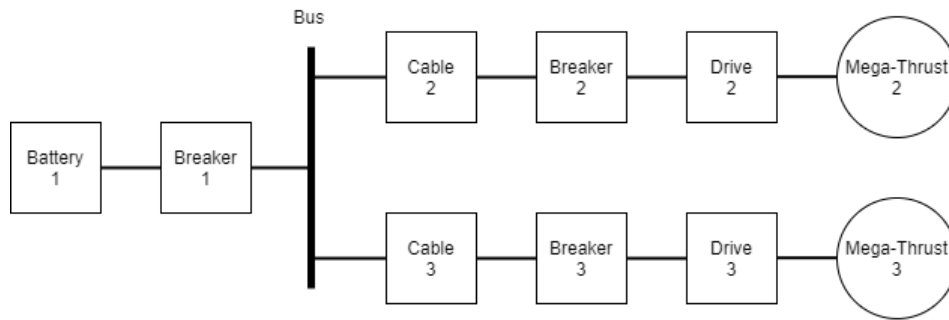 Bus
Cable
2
Breaker
2
Drive
2
Mega-Thrust
2
Battery
1
Breaker
1
Cable
3
Breaker
3
Drive
3
Mega-Thrust
3